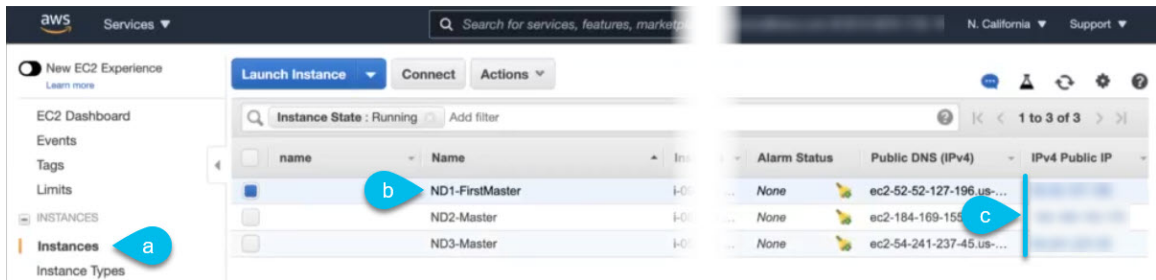 aws Services Search for services, features, marketp N. California Support
New EC2 Experience
Learn more
Launch Instance Connect Actions
EC2 Dashboard
Events
Tags
Limits
INSTANCES
Instances a
Instance Types
Instance State : Running Add filter 1 to 3 of 3
name Name Ins Alarm Status Public DNS (IPv4) IPv4 Public IP
b ND1-FirstMaster None ec2-52-52-127-196.us-...
ND2-Master None ec2-184-169-155 c
ND3-Master None ec2-54-241-237-45.us-...